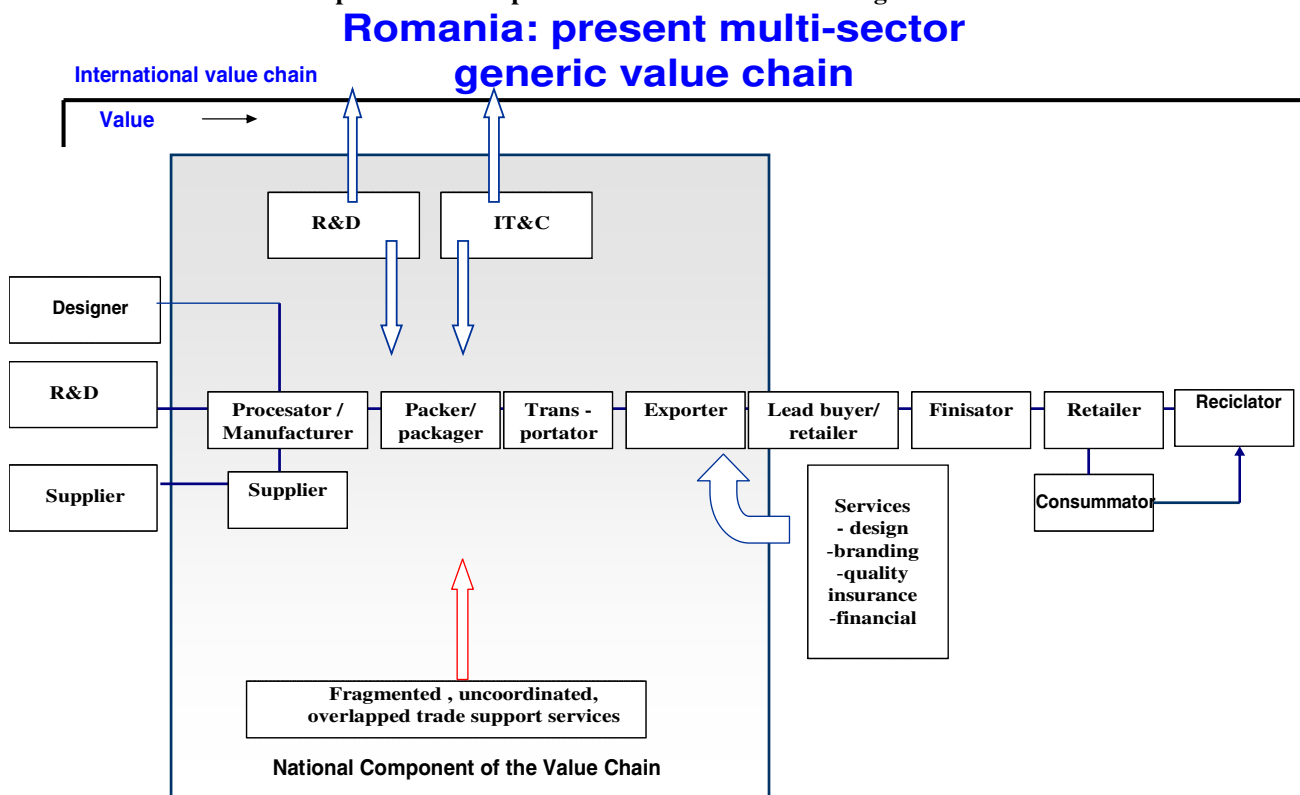 Romania: present multi-sector
generic value chain
International value chain
Value
R&D
IT&C
Designer
R&D
Supplier
Procesator /
Manufacturer
Supplier
Packer/
packager
Trans -
portator
Exporter
Lead buyer/
retailer
Finisator
Retailer
Reciclator
Consummator
Services
- design
-branding
-quality
insurance
-financial
Fragmented , uncoordinated,
overlapped trade support services
National Component of the Value Chain